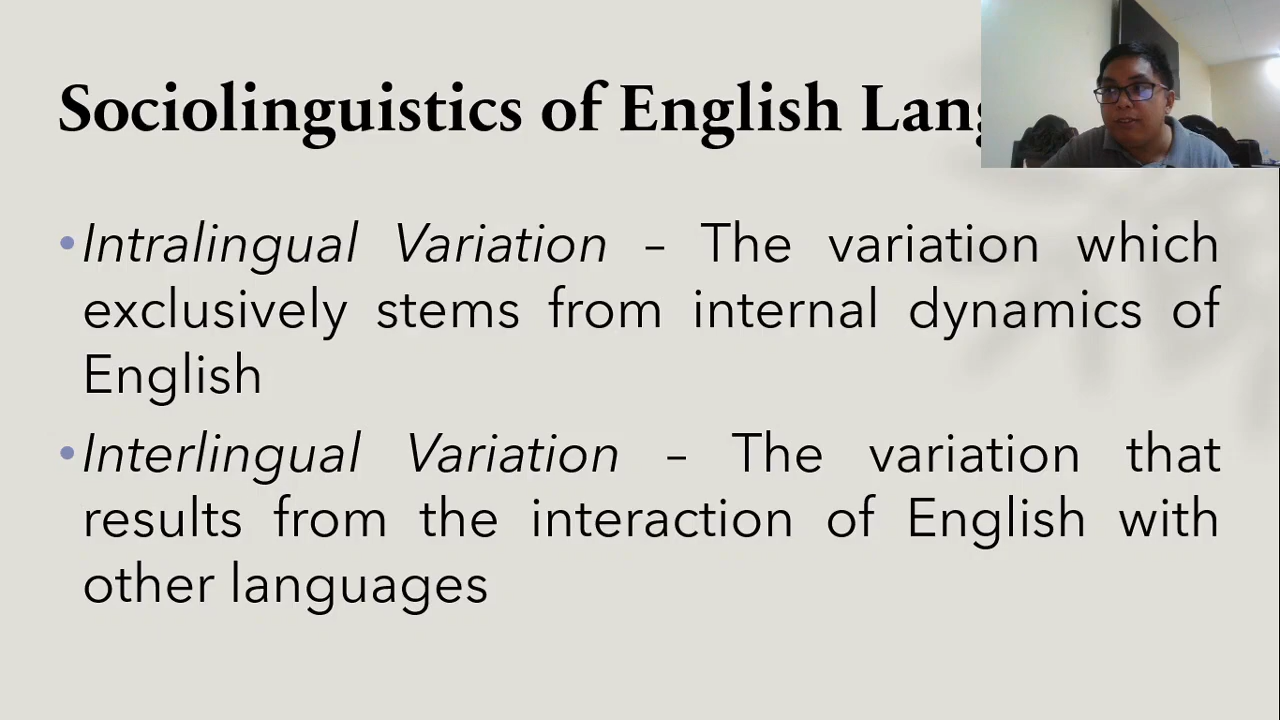 Sociolinguistics of English Lang
•Intralingual Variation – The variation which
exclusively stems from internal dynamics of
English
•Interlingual Variation – The variation that
results from the interaction of English with
other languages